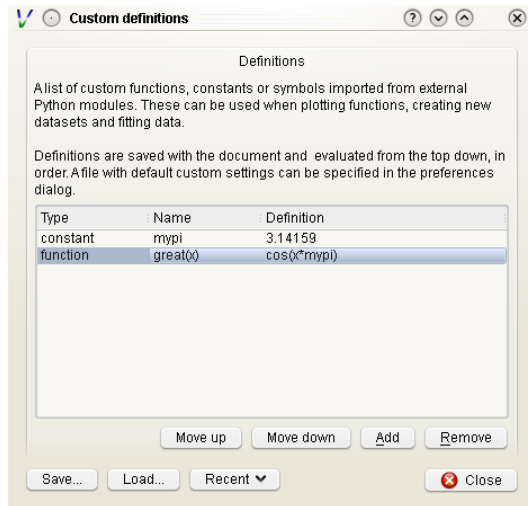 Custom definitions
Definitions
A list of custom functions, constants or symbols imported from external
Python modules. These can be used when plotting functions, creating new
datasets and fitting data.
Definitions are saved with the document and evaluated from the top down, in
order. A file with default custom settings can be specified in the preferences
dialog.
Type Name Definition
constant mypi 3.14159
function great(x) cos(x*mypi)
Move up Move down Add Remove
Save... Load... Recent Close